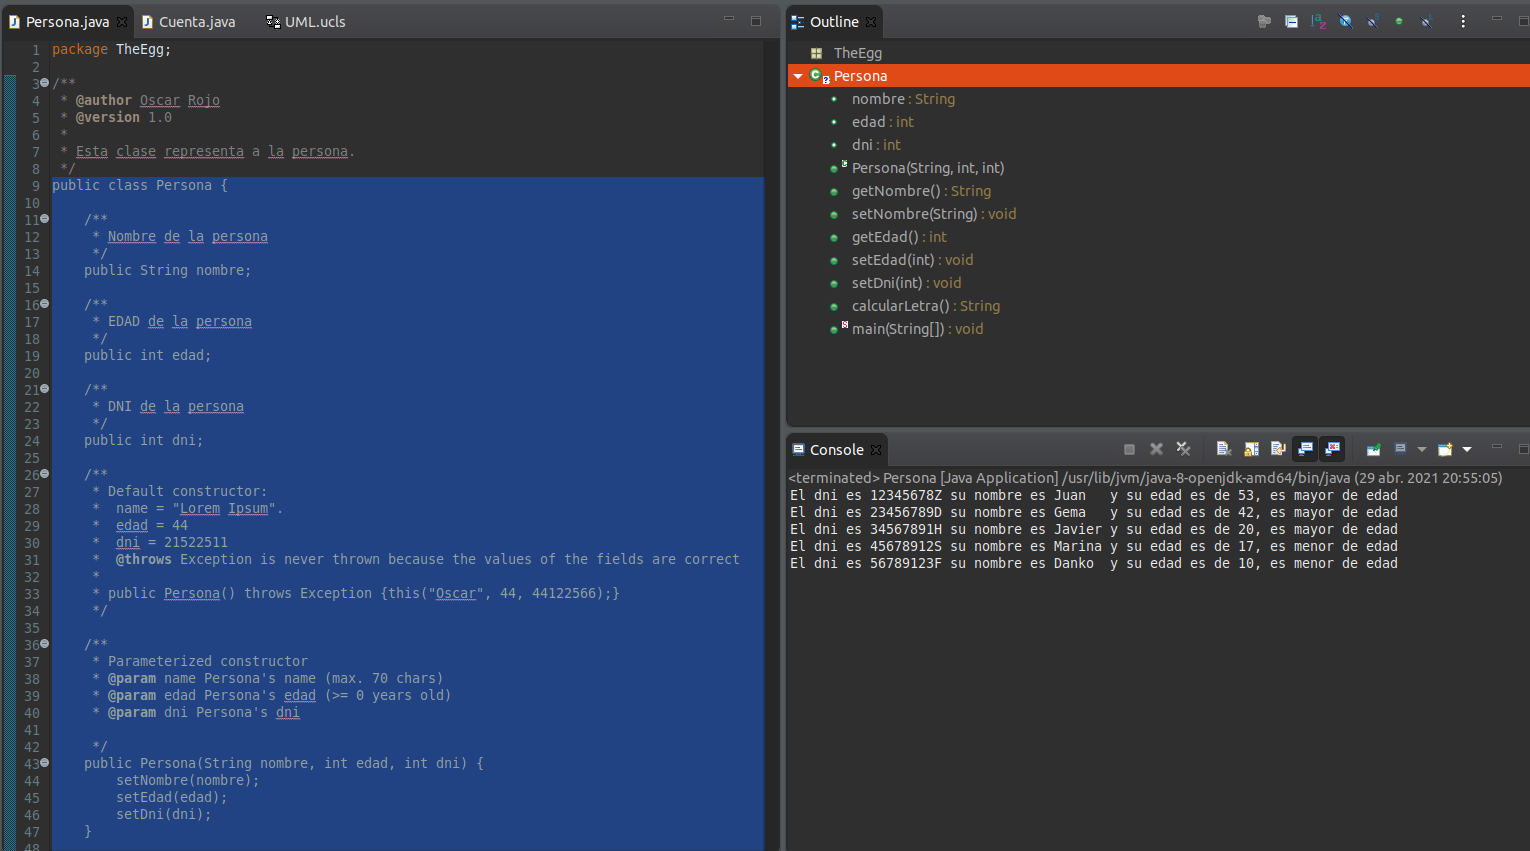 Persona.java
Cuenta.java
UML.ucls
1 package TheEgg;
2
3 /**
4  * @author Oscar Rojo
5  * @version 1.0
6  *
7  * Esta clase representa a la persona.
8  */
9 public class Persona {
10
11     /**
12      * Nombre de la persona
13      */
14     public String nombre;
15
16     /**
17      * EDAD de la persona
18      */
19     public int edad;
20
21     /**
22      * DNI de la persona
23      */
24     public int dni;
25
26     /**
27      * Default constructor:
28      *  name = "Lorem Ipsum".
29      *  edad = 44
30      *  dni = 21522511
31      *  @throws Exception is never thrown because the values of the fields are correct
32      *
33      * public Persona() throws Exception {this("Oscar", 44, 44122566);}
34      */
35
36     /**
37      * Parameterized constructor
38      * @param name Persona's name (max. 70 chars)
39      * @param edad Persona's edad (>= 0 years old)
40      * @param dni Persona's dni
41
42      */
43     public Persona(String nombre, int edad, int dni) {
44         setNombre(nombre);
45         setEdad(edad);
46         setDni(dni);
47     }
48
Outline
TheEgg
Persona
nombre : String
edad : int
dni : int
Persona(String, int, int)
getNombre() : String
setNombre(String) : void
getEdad() : int
setEdad(int) : void
setDni(int) : void
calcularLetra() : String
main(String[]) : void
Console
<terminated> Persona [Java Application] /usr/lib/jvm/java-8-openjdk-amd64/bin/java (29 abr. 2021 20:55:05)
El dni es 12345678Z su nombre es Juan   y su edad es de 53, es mayor de edad
El dni es 23456789D su nombre es Gema   y su edad es de 42, es mayor de edad
El dni es 34567891H su nombre es Javier y su edad es de 20, es mayor de edad
El dni es 45678912S su nombre es Marina y su edad es de 17, es menor de edad
El dni es 56789123F su nombre es Danko  y su edad es de 10, es menor de edad